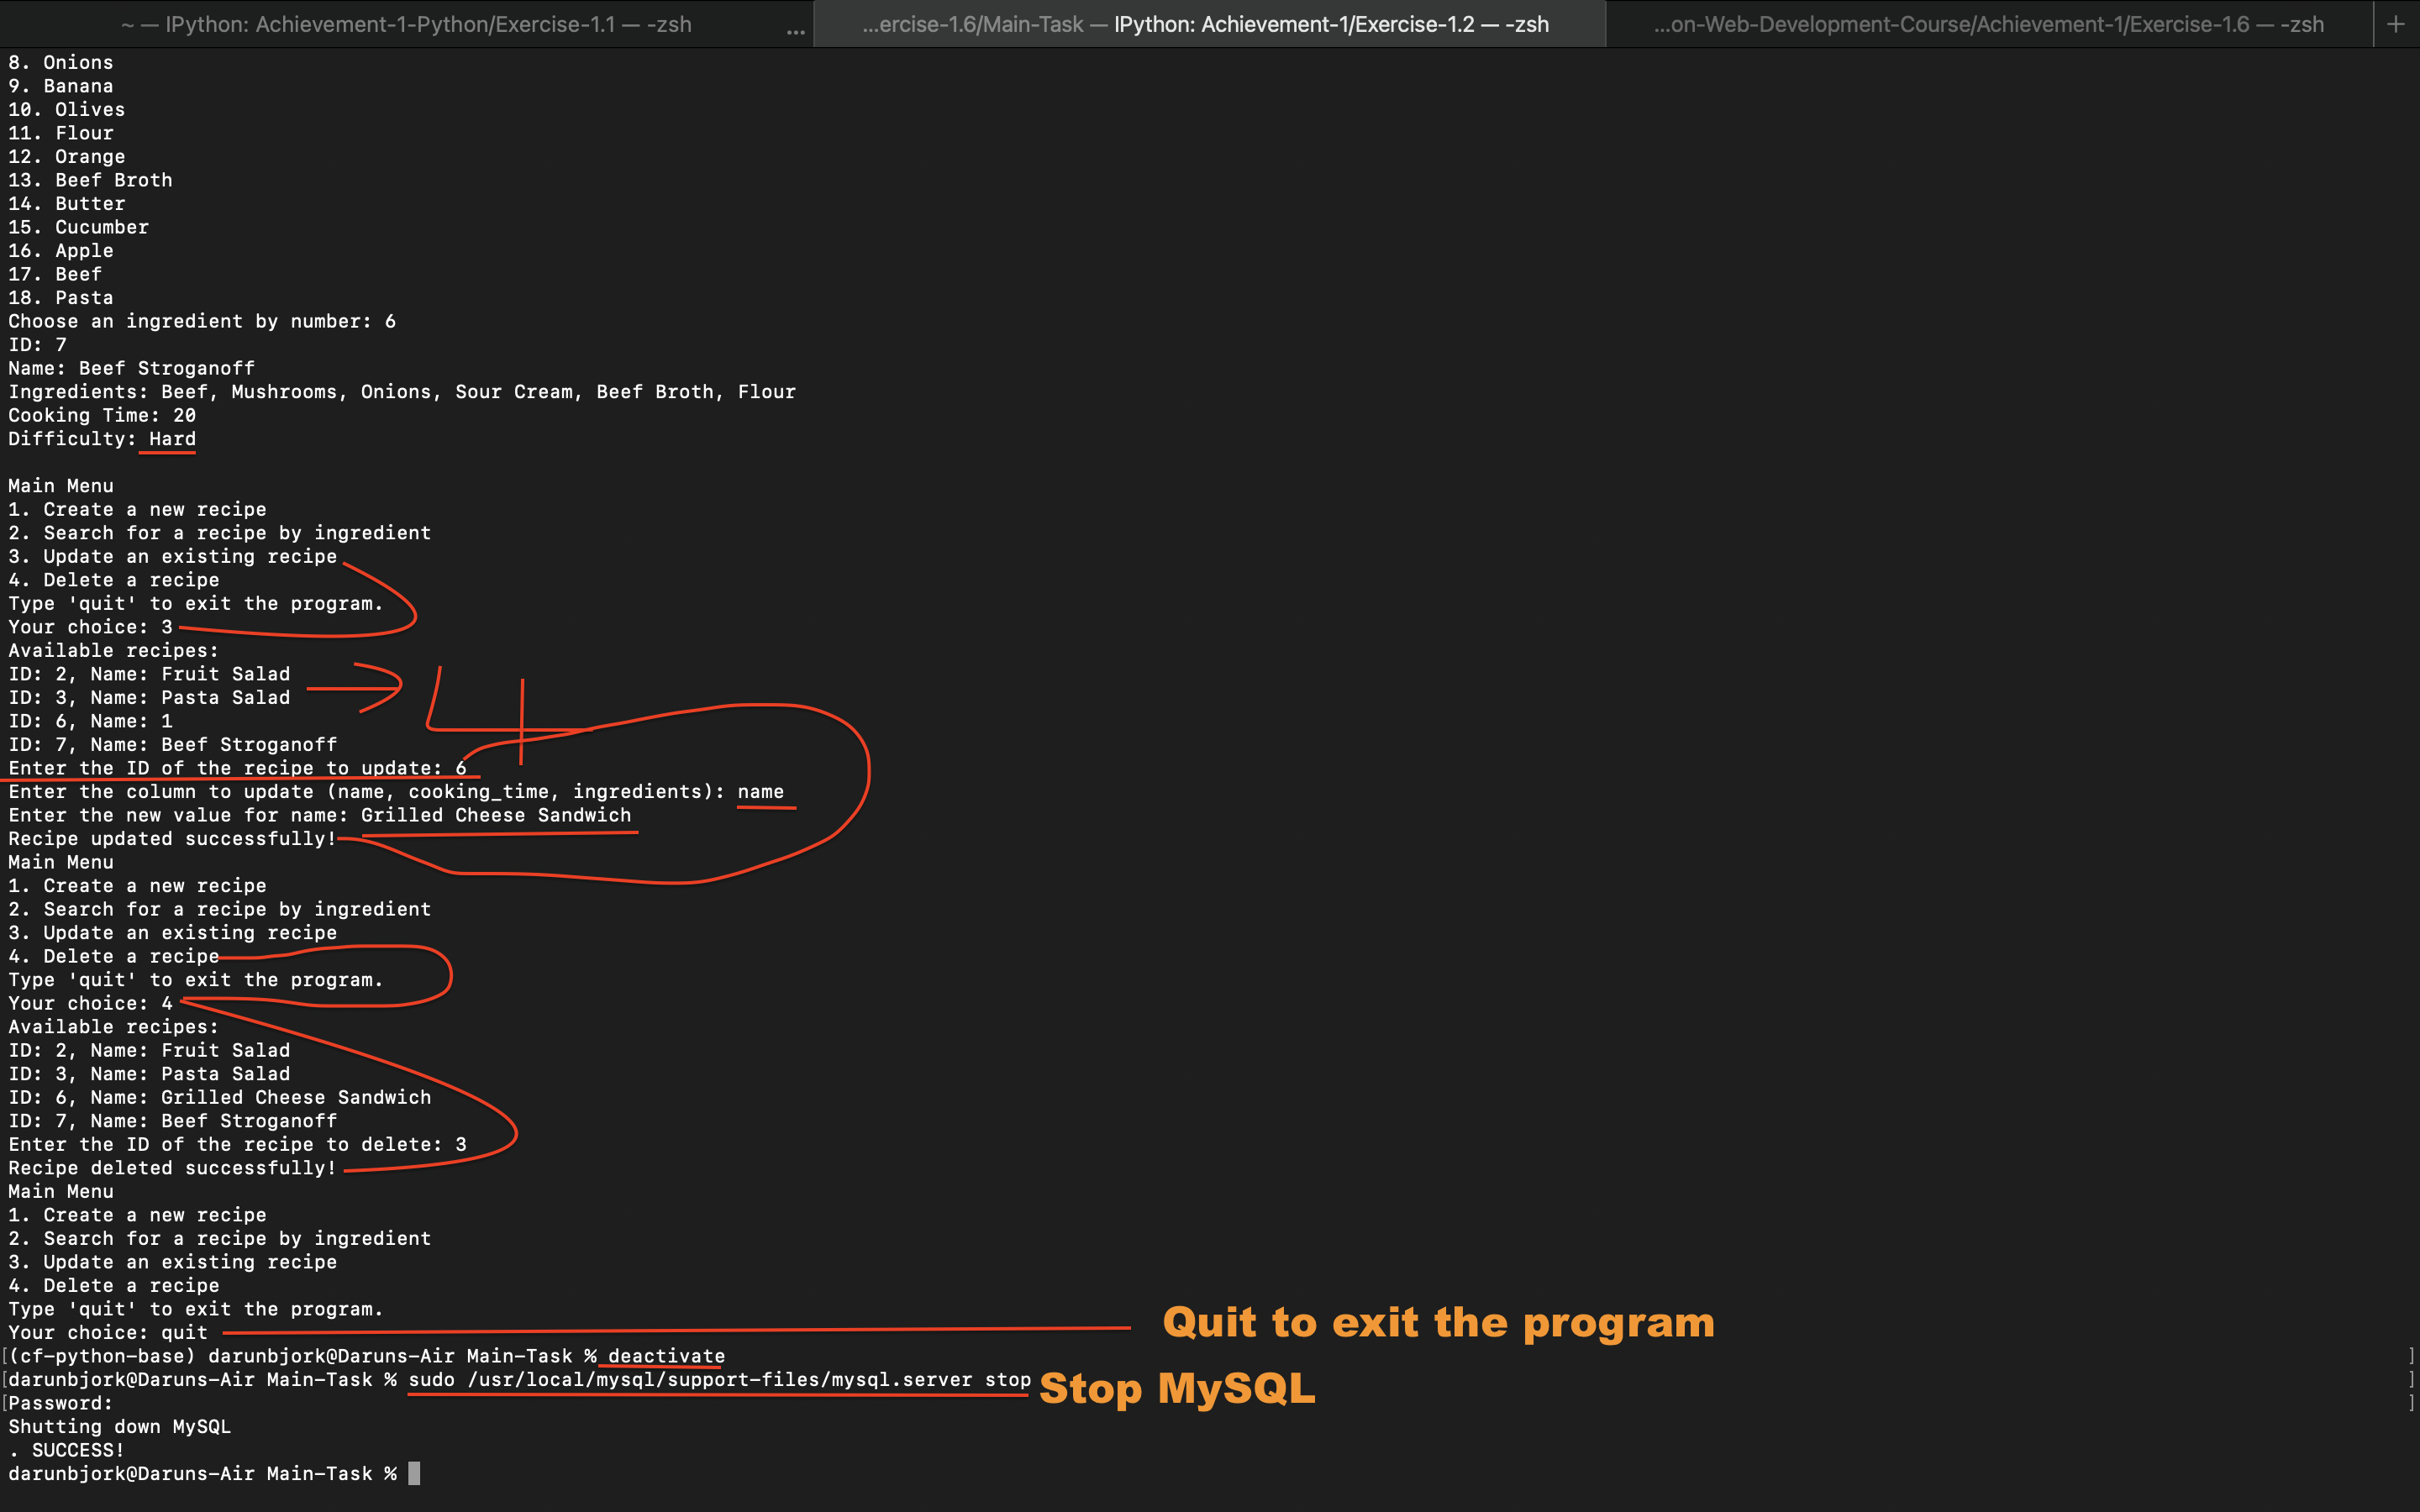 ~ — IPython: Achievement-1-Python/Exercise-1.1 — -zsh ...
...ercise-1.6/Main-Task — IPython: Achievement-1/Exercise-1.2 — -zsh
...on-Web-Development-Course/Achievement-1/Exercise-1.6 — -zsh +
8. Onions
9. Banana
10. Olives
11. Flour
12. Orange
13. Beef Broth
14. Butter
15. Cucumber
16. Apple
17. Beef
18. Pasta
Choose an ingredient by number: 6
ID: 7
Name: Beef Stroganoff
Ingredients: Beef, Mushrooms, Onions, Sour Cream, Beef Broth, Flour
Cooking Time: 20
Difficulty: Hard
Main Menu
1. Create a new recipe
2. Search for a recipe by ingredient
3. Update an existing recipe
4. Delete a recipe
Type 'quit' to exit the program.
Your choice: 3
Available recipes:
ID: 2, Name: Fruit Salad
ID: 3, Name: Pasta Salad
4
ID: 6, Name: 1
ID: 7, Name: Beef Stroganoff
Enter the ID of the recipe to update: 6
Enter the column to update (name, cooking_time, ingredients): name
Enter the new value for name: Grilled Cheese Sandwich
Recipe updated successfully!
Main Menu
1. Create a new recipe
2. Search for a recipe by ingredient
3. Update an existing recipe
4. Delete a recipe
Type 'quit' to exit the program.
Your choice: 4
Available recipes:
ID: 2, Name: Fruit Salad
ID: 3, Name: Pasta Salad
ID: 6, Name: Grilled Cheese Sandwich
ID: 7, Name: Beef Stroganoff
Enter the ID of the recipe to delete: 3
Recipe deleted successfully!
Main Menu
1. Create a new recipe
2. Search for a recipe by ingredient
3. Update an existing recipe
4. Delete a recipe
Type 'quit' to exit the program.
Your choice: quit
Quit to exit the program
[(cf-python-base) darunbjork@Daruns-Air Main-Task % deactivate ]
[darunbjork@Daruns-Air Main-Task % sudo /usr/local/mysql/support-files/mysql.server stop ]
Stop MySQL
[Password: ]
Shutting down MySQL
. SUCCESS!
darunbjork@Daruns-Air Main-Task %